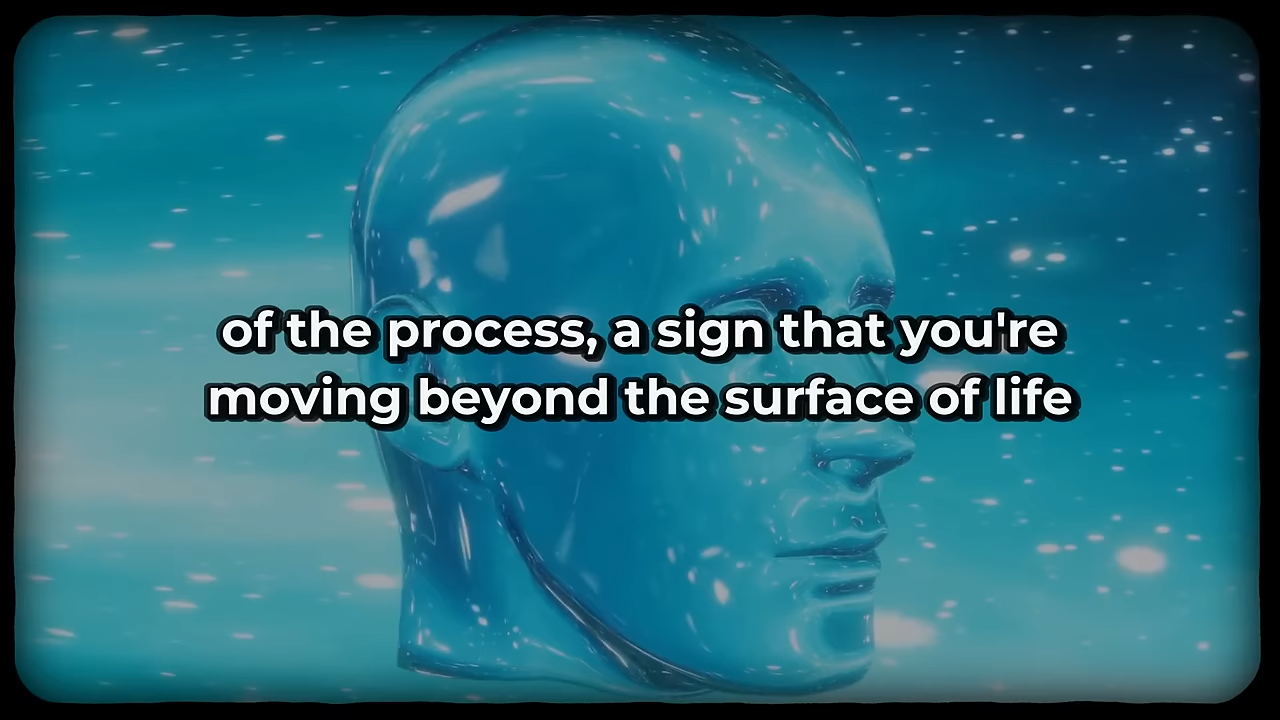 of the process, a sign that you're
moving beyond the surface of life